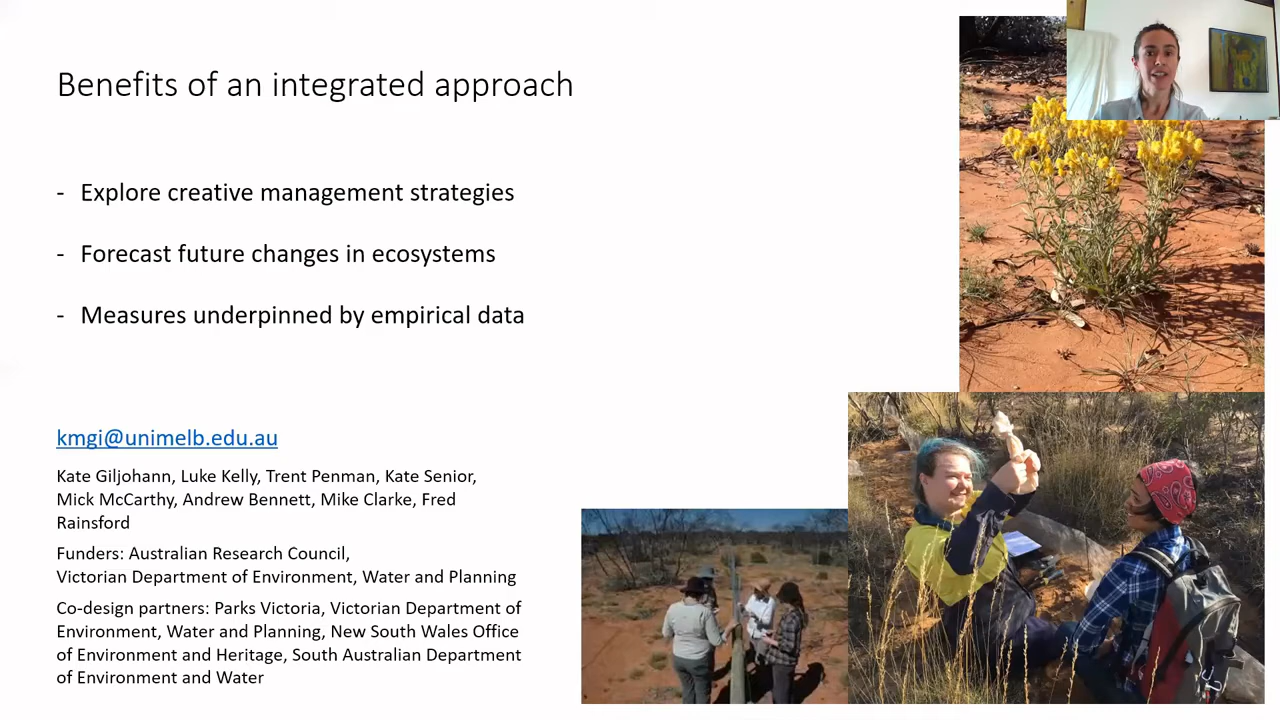 Benefits of an integrated approach
- Explore creative management strategies
- Forecast future changes in ecosystems
- Measures underpinned by empirical data
kmgi@unimelb.edu.au
Kate Giljohann, Luke Kelly, Trent Penman, Kate Senior,
Mick McCarthy, Andrew Bennett, Mike Clarke, Fred
Rainsford
Funders: Australian Research Council,
Victorian Department of Environment, Water and Planning
Co-design partners: Parks Victoria, Victorian Department of
Environment, Water and Planning, New South Wales Office
of Environment and Heritage, South Australian Department
of Environment and Water